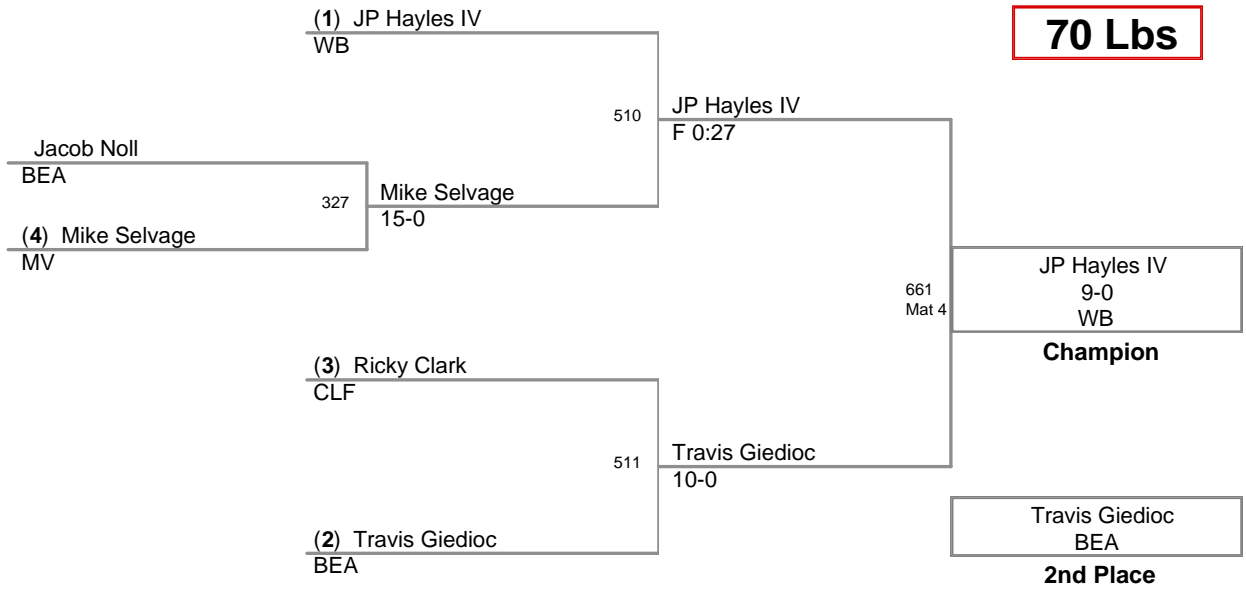 (1) JP Hayles IV
WB
70 Lbs
510
JP Hayles IV
F 0:27
Jacob Noll
BEA
327
Mike Selvage
15-0
(4) Mike Selvage
MV
661
Mat 4
JP Hayles IV
9-0
WB
Champion
(3) Ricky Clark
CLF
511
Travis Giedioc
10-0
(2) Travis Giedioc
BEA
Travis Giedioc
BEA
2nd Place